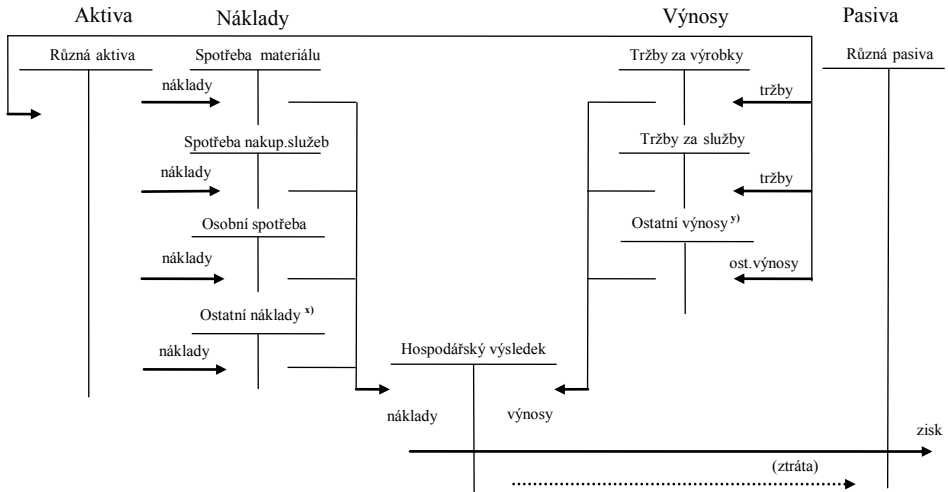 Aktiva Náklady Výnosy Pasiva
Různá aktiva Spotřeba materiálu Tržby za výrobky Různá pasiva
náklady tržby
Spotřeba nakup.služeb Tržby za služby
náklady tržby
Osobní spotřeba Ostatní výnosy y)
náklady ost.výnosy
Ostatní náklady x)
náklady Hospodářský výsledek
náklady výnosy
zisk
(ztráta)